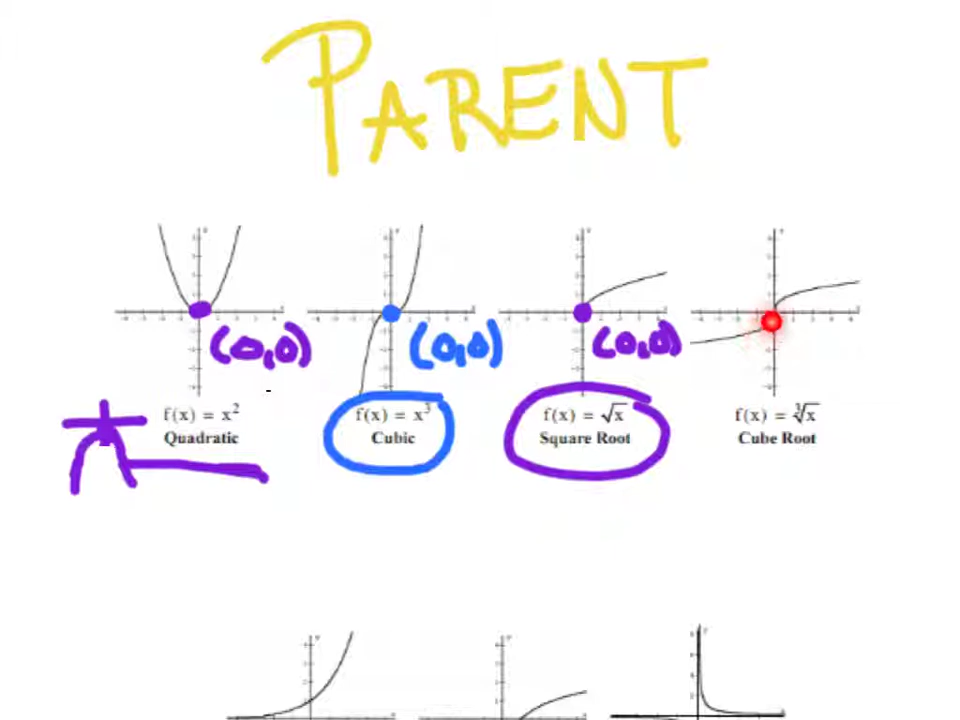 PARENT
(0,0) (0,0) (0,0)
f(x) = x² f(x) = x³ f(x) = √x f(x) = ∛x
Quadratic Cubic Square Root Cube Root